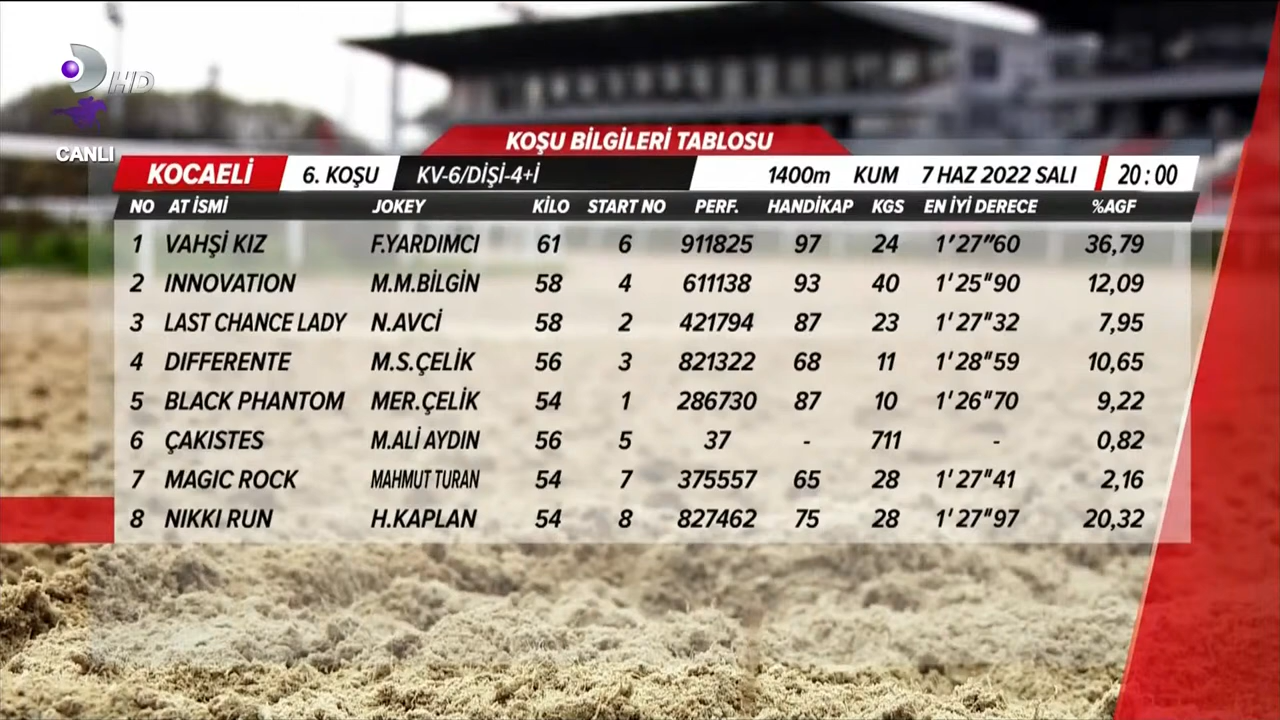 D HD
CANLI
KOŞU BİLGİLERİ TABLOSU
KOCAELİ 6. KOŞU KV-6/DİŞİ-4+İ 1400m KUM 7 HAZ 2022 SALI 20:00
NO AT İSMİ JOKEY KİLO START NO PERF. HANDİKAP KGS EN İYİ DERECE %AGF
1 VAHŞİ KIZ F.YARDIMCI 61 6 911825 97 24 1'27"60 36,79
2 INNOVATION M.M.BİLGİN 58 4 611138 93 40 1'25"90 12,09
3 LAST CHANCE LADY N.AVCİ 58 2 421794 87 23 1'27"32 7,95
4 DIFFERENTE M.S.ÇELİK 56 3 821322 68 11 1'28"59 10,65
5 BLACK PHANTOM MER.ÇELİK 54 1 286730 87 10 1'26"70 9,22
6 ÇAKISTES M.ALİ AYDIN 56 5 37 - 711 - 0,82
7 MAGIC ROCK MAHMUT TURAN 54 7 375557 65 28 1'27"41 2,16
8 NIKKI RUN H.KAPLAN 54 8 827462 75 28 1'27"97 20,32